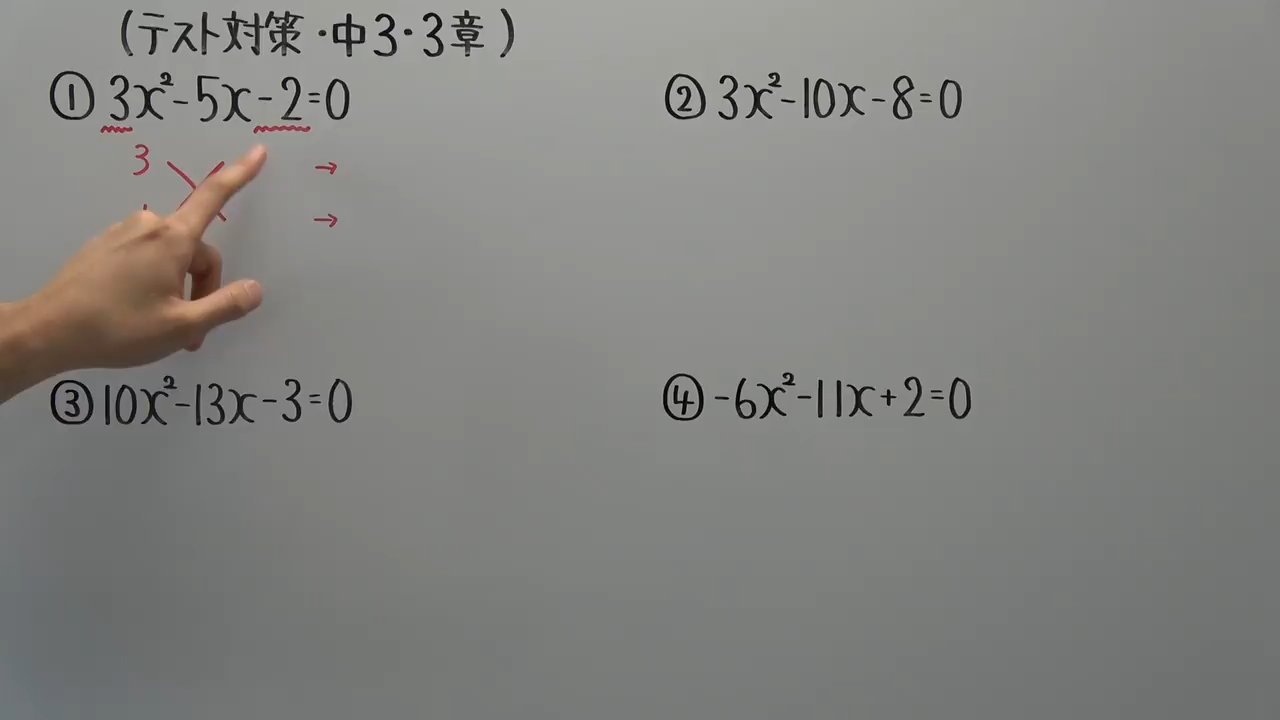 (テスト対策・中3・3章)
① 3x²-5x-2=0
3 →
→
② 3x²-10x-8=0
③ 10x²-13x-3=0
④ -6x²-11x+2=0